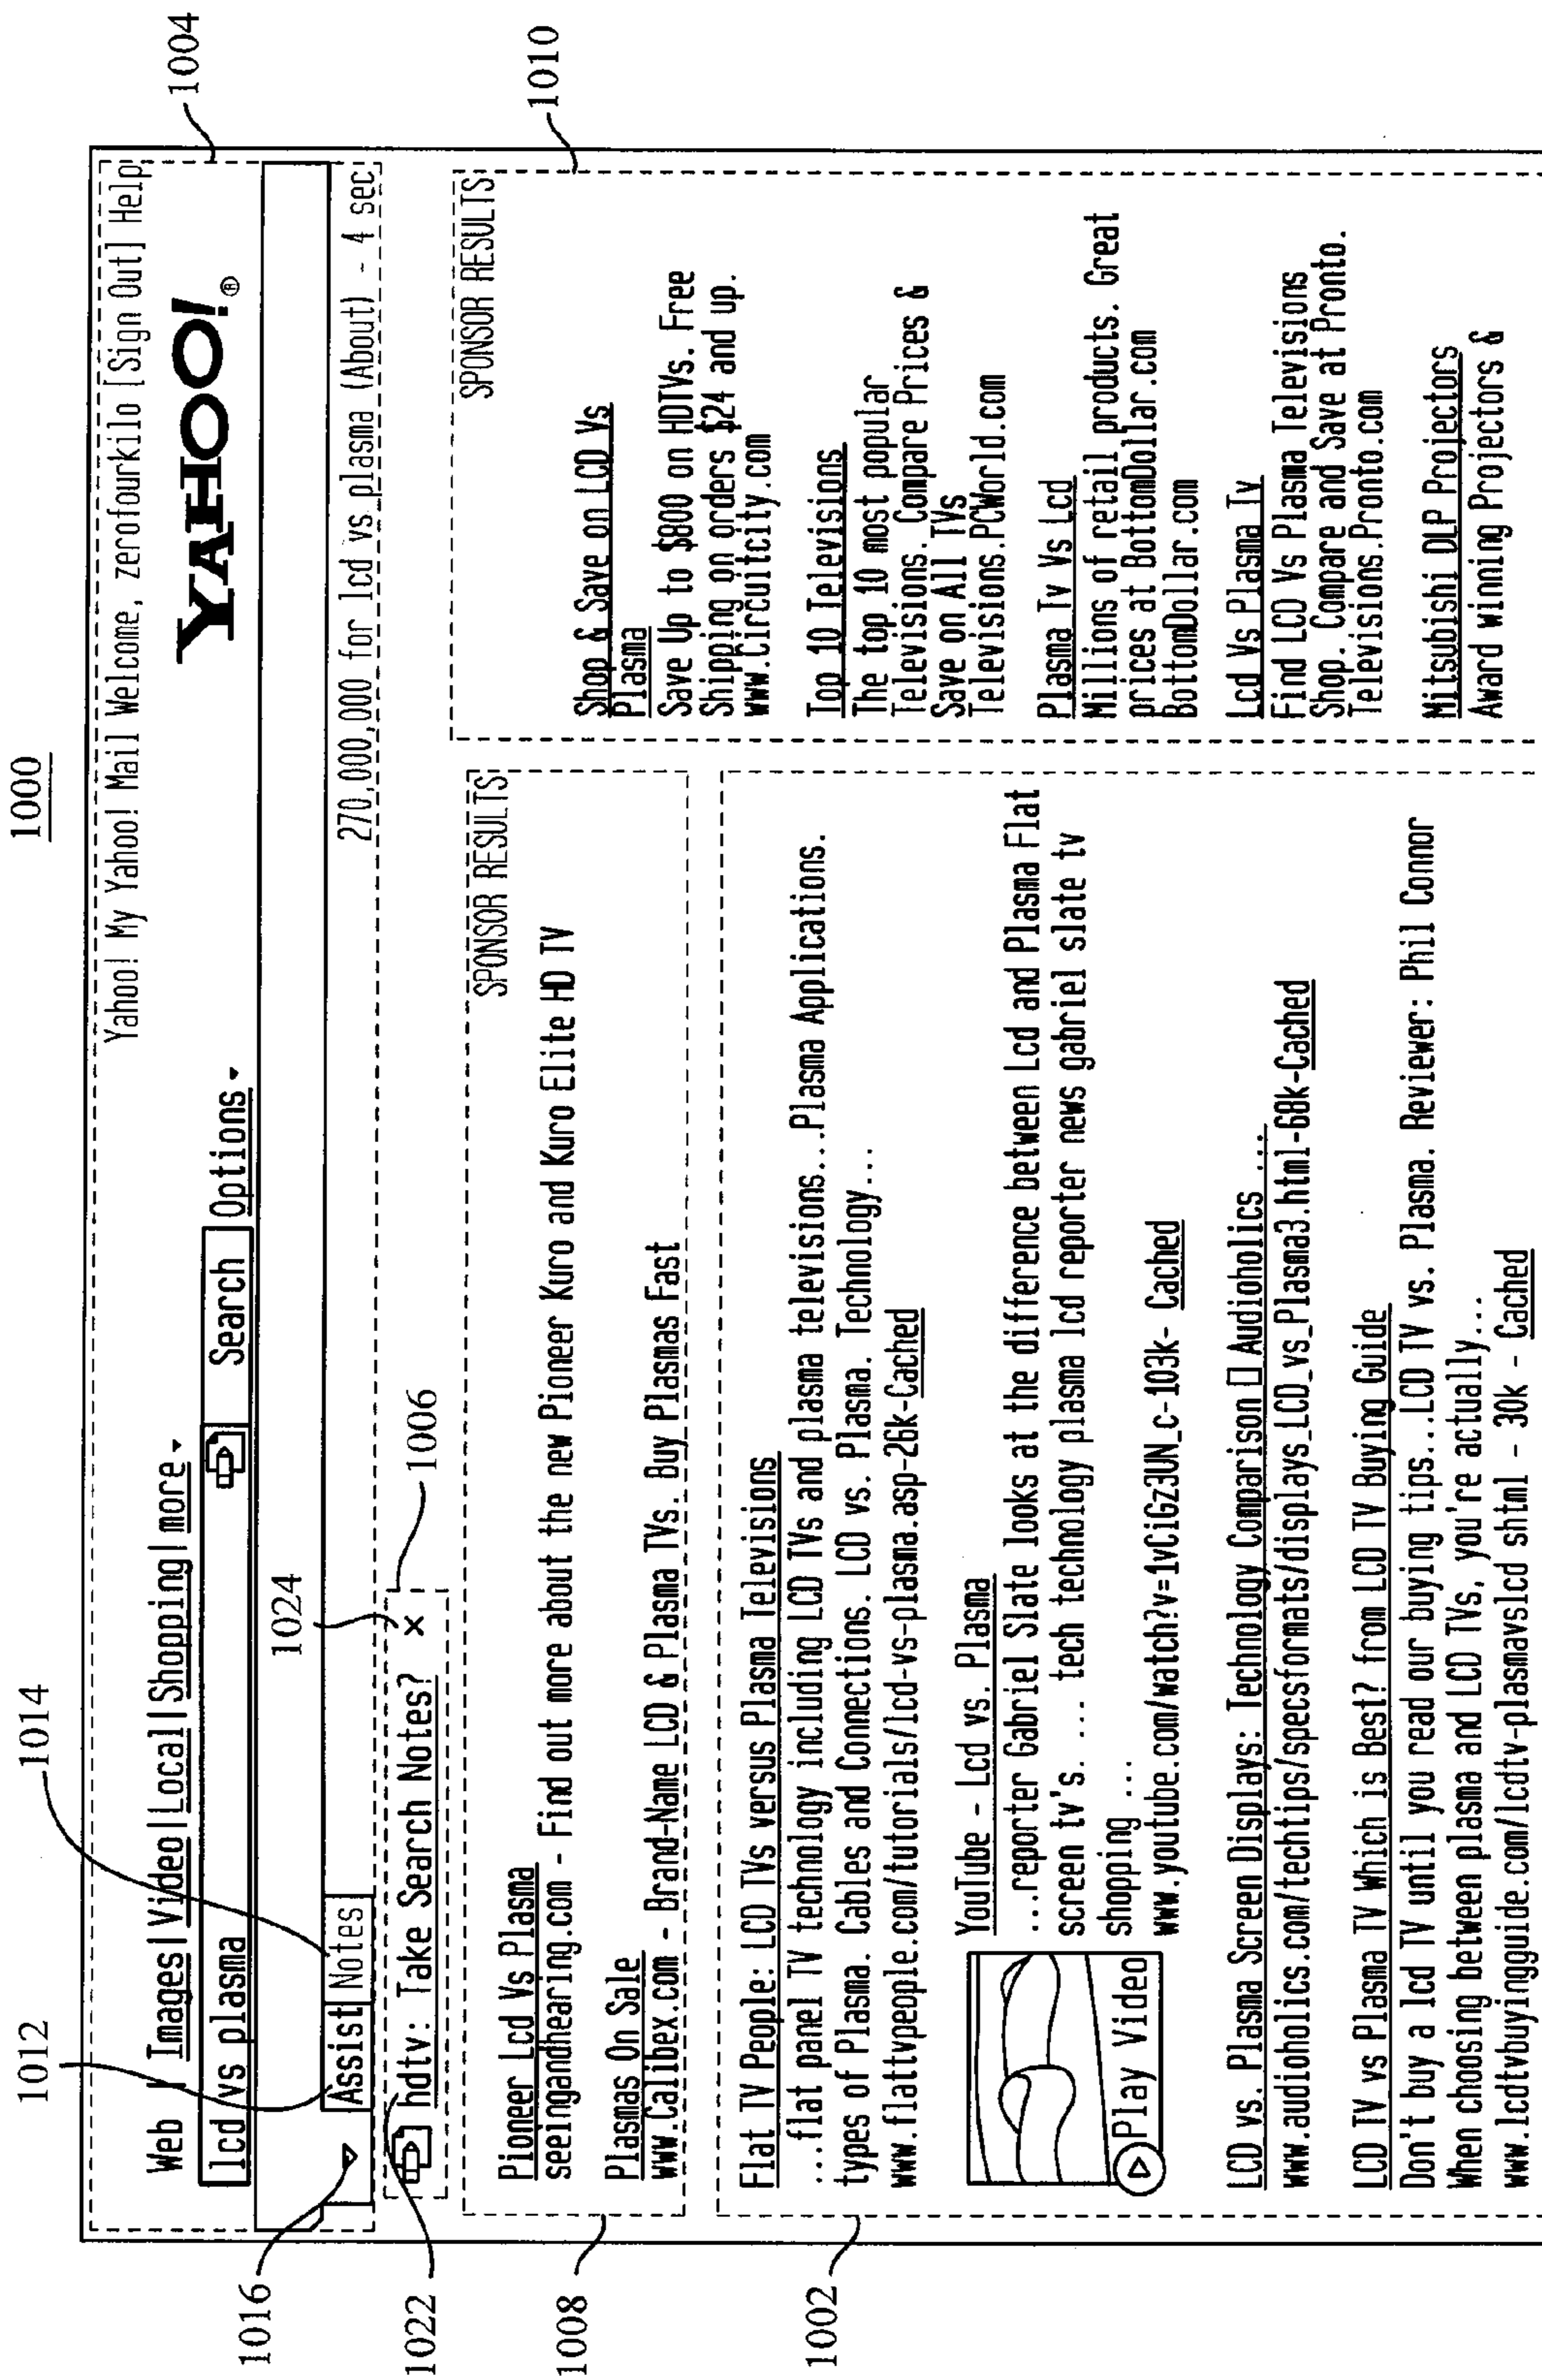 1000
1004
1010
1012
1014
1016
1024
1006
1022
1008
1002
Yahoo! My Yahoo! Mail Welcome, zerofourkilo [Sign Out] Help
Web | Images | Video | Local | Shopping | more
lcd vs plasma Search Options
YAHOO! ®
270,000,000 for lcd vs plasma (About) - 4 sec
Assist Notes
hdtv: Take Search Notes? ×
SPONSOR RESULTS
Pioneer Lcd Vs Plasma
seeingandhearing.com - Find out more about the new Pioneer Kuro and Kuro Elite HD TV
Plasmas On Sale
www.Calibex.com - Brand-Name LCD & Plasma TVs. Buy Plasmas Fast
Flat TV People: LCD TVs versus Plasma Televisions
...flat panel TV technology including LCD TVs and plasma televisions...Plasma Applications.
types of Plasma. Cables and Connections. LCD vs. Plasma. Technology...
www.flattvpeople.com/tutorials/lcd-vs-plasma.asp-26k-Cached
YouTube - Lcd vs. Plasma
...reporter Gabriel Slate looks at the difference between Lcd and Plasma Flat
screen tv's. ... tech technology plasma lcd reporter news gabriel slate tv
shopping ...
www.youtube.com/watch?v=1vCiGz3UN_c-103k- Cached
Play Video
LCD vs. Plasma Screen Displays: Technology Comparison □ Audioholics ...
www.audioholics.com/techtips/specsformats/displays_LCD_vs_Plasma3.html-68k-Cached
LCD TV vs Plasma TV Which is Best? from LCD TV Buying Guide
Don't buy a lcd TV until you read our buying tips...LCD TV vs. Plasma. Reviewer: Phil Connor
When choosing between plasma and LCD TVs, you're actually...
www.lcdtvbuyingguide.com/lcdtv-plasmavslcd shtml - 30k - Cached
SPONSOR RESULTS
Shop & Save on LCD Vs
Plasma
Save Up to $800 on HDTVs. Free
Shipping on orders $24 and up.
www.Circuitcity.com
Top 10 Televisions
The top 10 most popular
Televisions. Compare Prices &
Save on All TVs
Televisions.PCWorld.com
Plasma Tv Vs Lcd
Millions of retail products. Great
prices at BottomDollar.com
BottomDollar.com
Lcd Vs Plasma Tv
Find LCD Vs Plasma Televisions
Shop. Compare and Save at Pronto.
Televisions.Pronto.com
Mitsubishi DLP Projectors
Award winning Projectors &